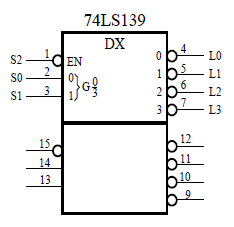 74LS139
DX
S2 1 EN 0 4 L0
S0 2 0 G 0/3 1 5 L1
S1 3 1 2 6 L2
3 7 L3
15 12
14 11
13 10
9